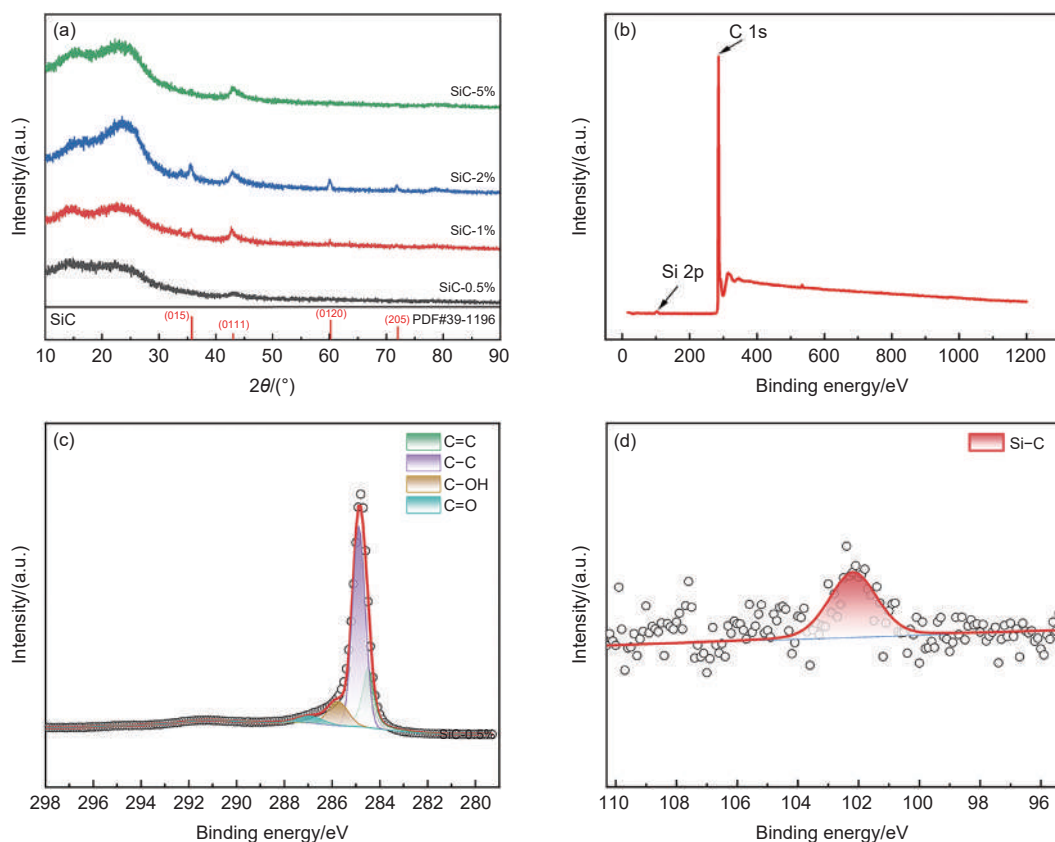 (a)
SiC-5%
SiC-2%
SiC-1%
SiC-0.5%
SiC
(015)
(0111)
(0120)
(205)
PDF#39-1196
10 20 30 40 50 60 70 80 90
2θ/(°)
Intensity/(a.u.)
(b)
C 1s
Si 2p
0 200 400 600 800 1000 1200
Binding energy/eV
Intensity/(a.u.)
(c)
C=C
C−C
C−OH
C=O
SiC-0.5%
298 296 294 292 290 288 286 284 282 280
Binding energy/eV
Intensity/(a.u.)
(d)
Si−C
110 108 106 104 102 100 98 96
Binding energy/eV
Intensity/(a.u.)